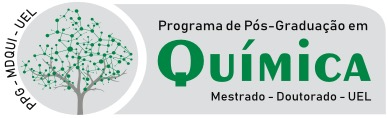 PPG - MDQUI - UEL
Programa de Pós-Graduação em
QUÍMICA
Mestrado - Doutorado - UEL